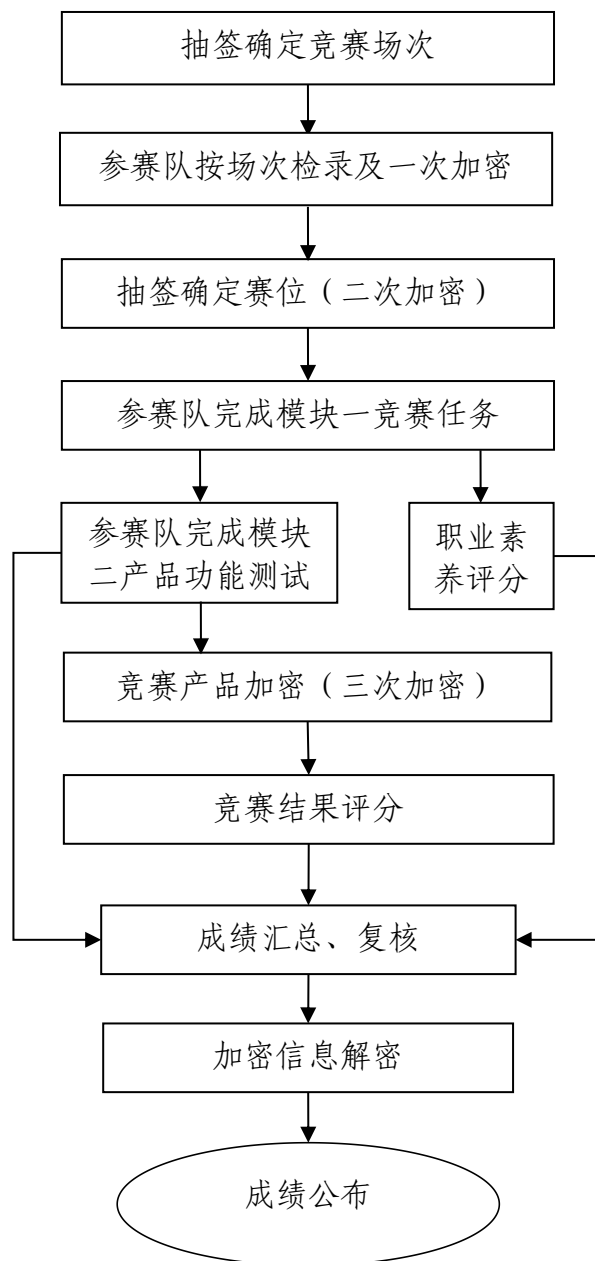 抽签确定竞赛场次
参赛队按场次检录及一次加密
抽签确定赛位（二次加密）
参赛队完成模块一竞赛任务
参赛队完成模块
二产品功能测试
职业素
养评分
竞赛产品加密（三次加密）
竞赛结果评分
成绩汇总、复核
加密信息解密
成绩公布